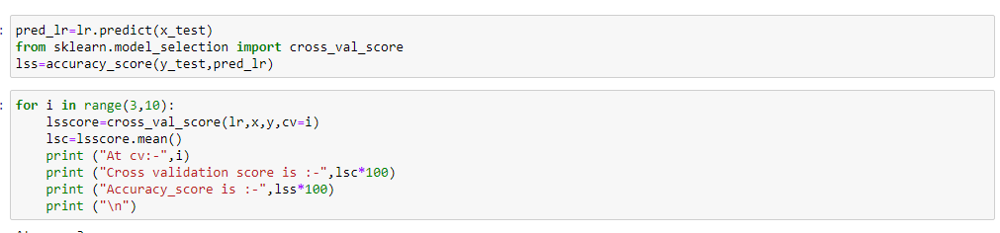 pred_lr=lr.predict(x_test)
from sklearn.model_selection import cross_val_score
lss=accuracy_score(y_test,pred_lr)
for i in range(3,10):
    lsscore=cross_val_score(lr,x,y,cv=i)
    lsc=lsscore.mean()
    print ("At cv:-",i)
    print ("Cross validation score is :-",lsc*100)
    print ("Accuracy_score is :-",lss*100)
    print ("\n")